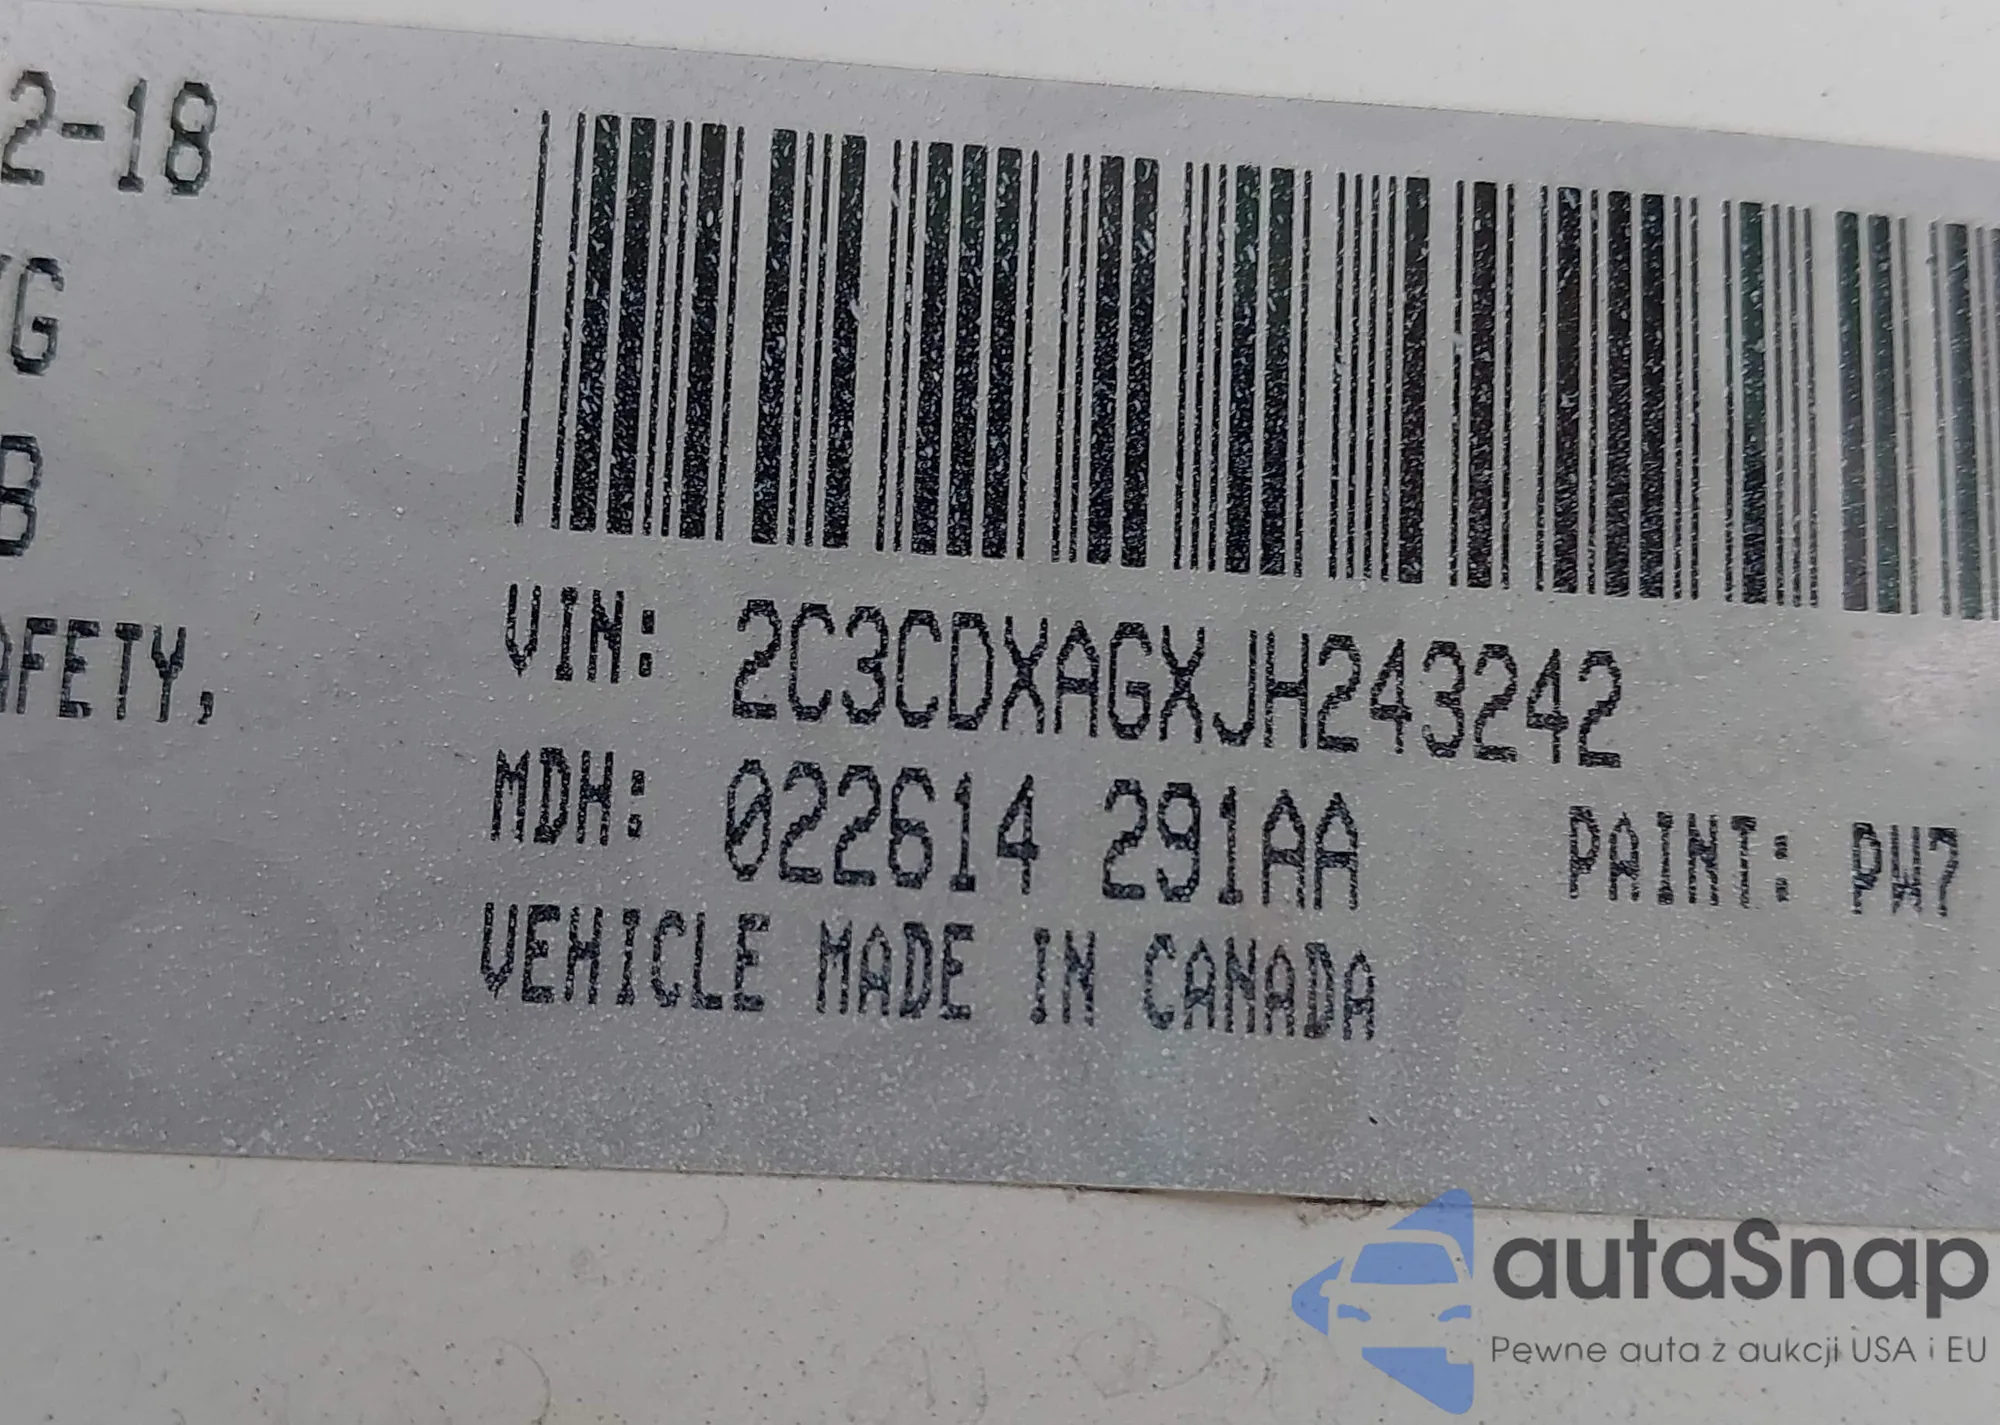 2-18
G
B
AFETY,
VIN: 2C3CDXAGXJH243242
MDH: 022614 291AA
PAINT: PW7
VEHICLE MADE IN CANADA
autaSnap
Pewne auta z aukcji USA i EU